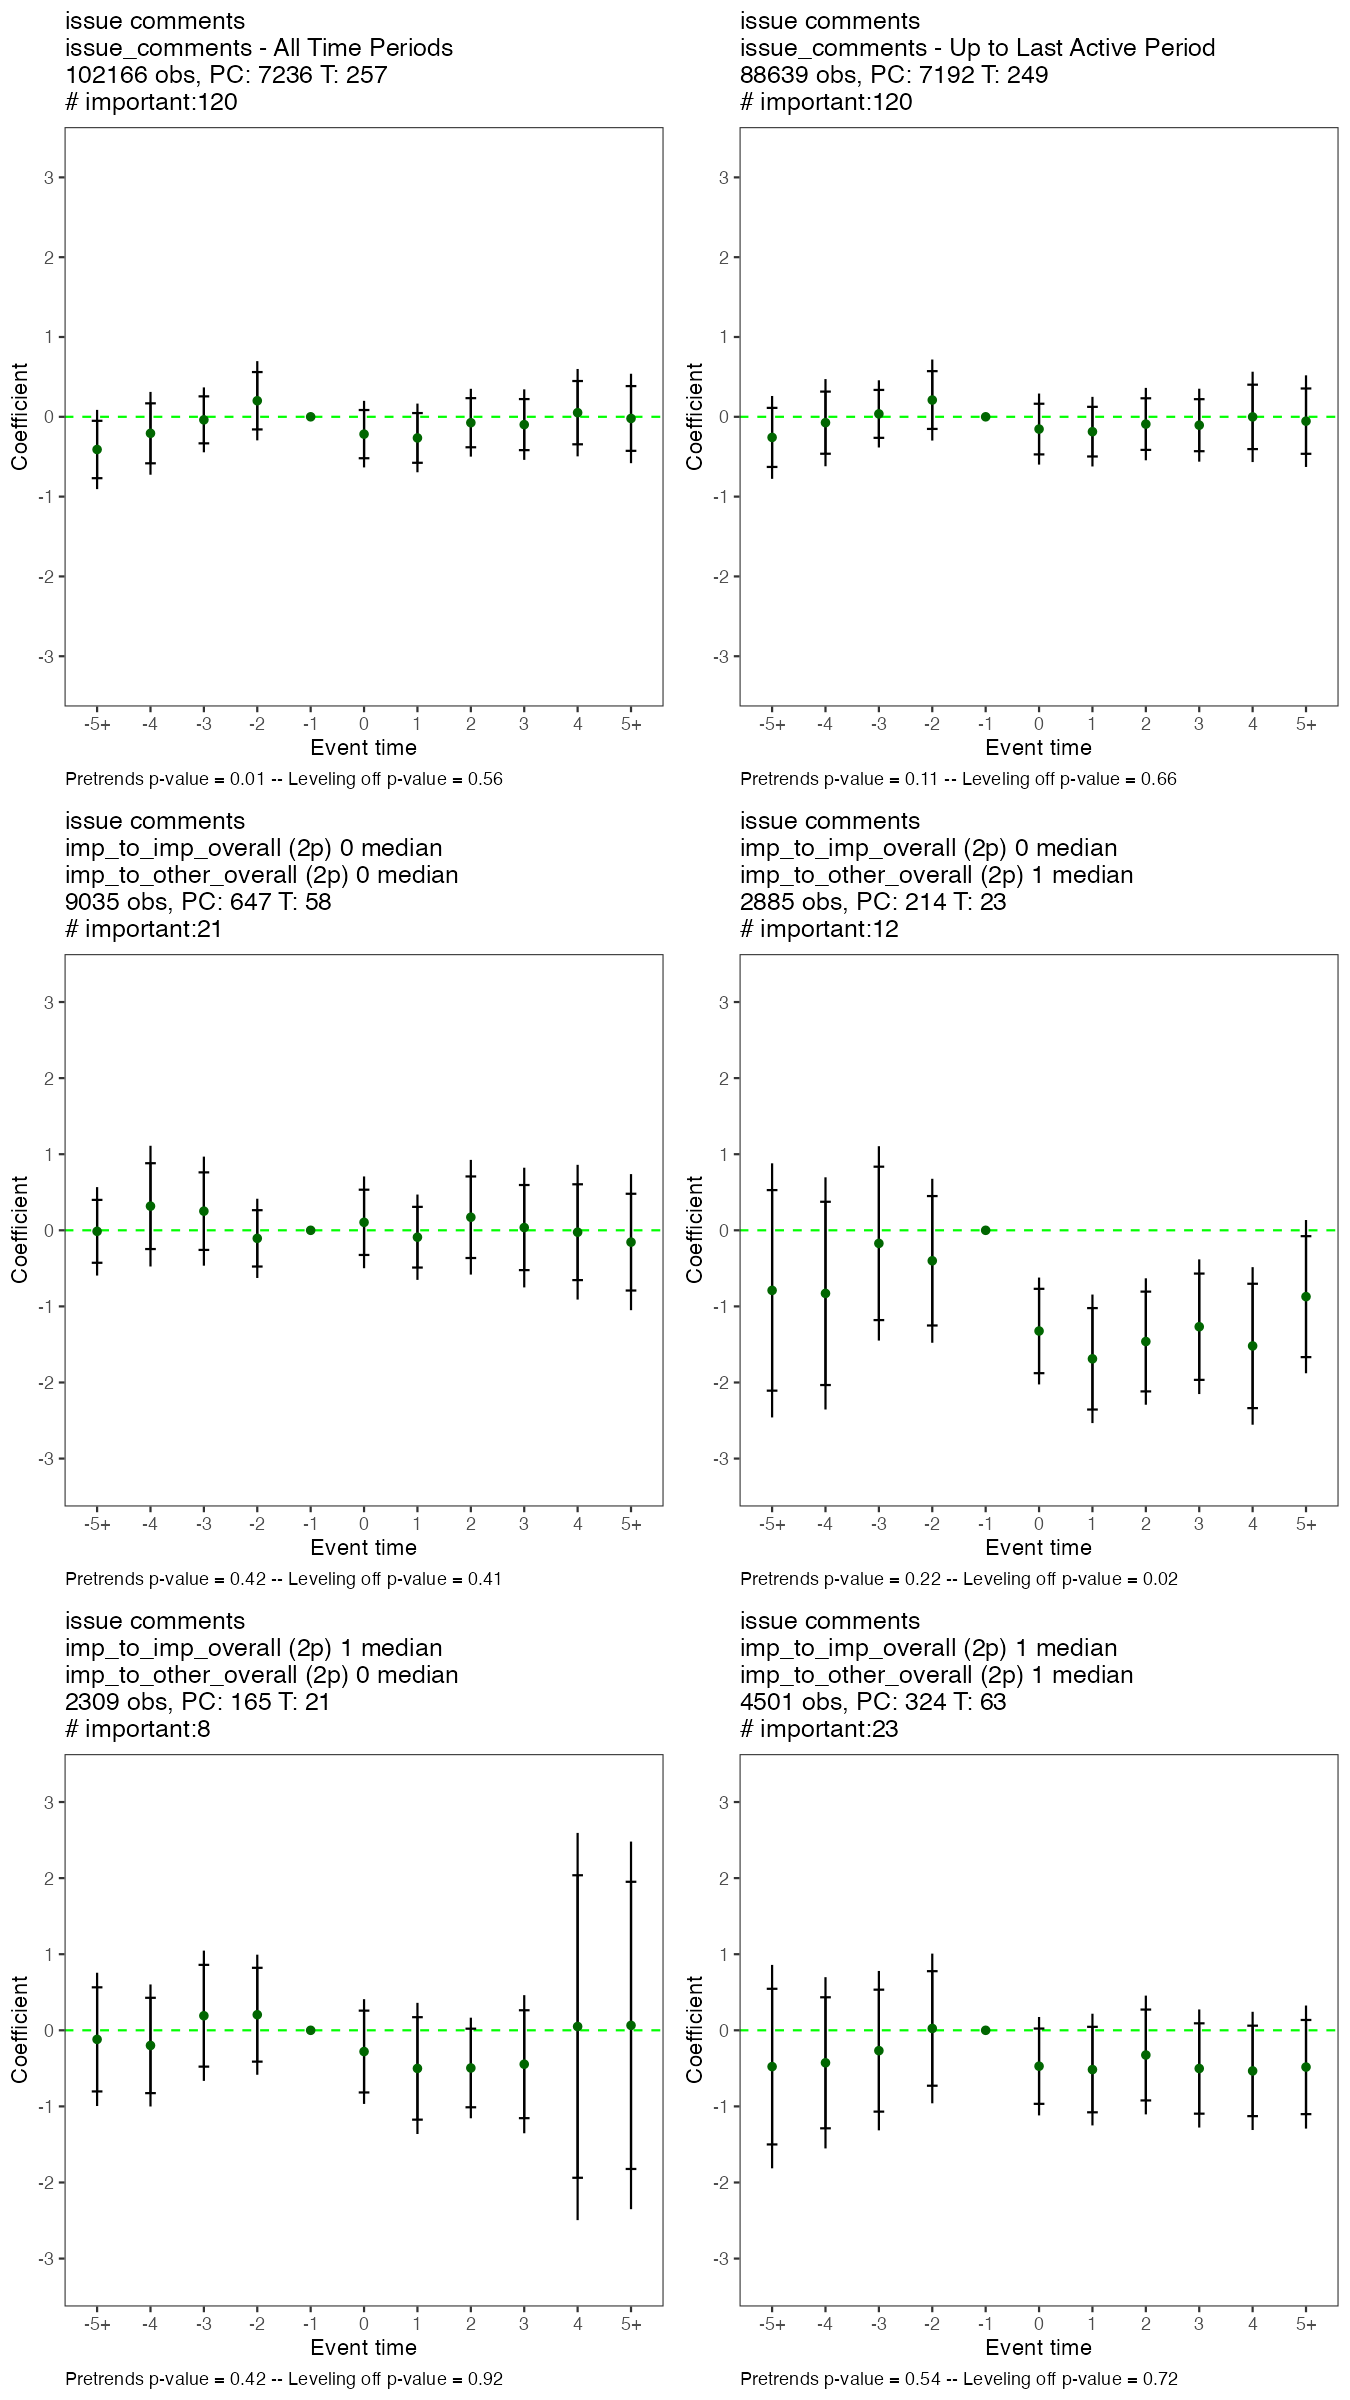 issue comments
issue_comments - All Time Periods
102166 obs, PC: 7236 T: 257
# important:120
3
2
1
0
-1
-2
-3
Coefficient
-5+ -4 -3 -2 -1 0 1 2 3 4 5+
Event time
Pretrends p-value = 0.01 -- Leveling off p-value = 0.56
issue comments
issue_comments - Up to Last Active Period
88639 obs, PC: 7192 T: 249
# important:120
3
2
1
0
-1
-2
-3
Coefficient
-5+ -4 -3 -2 -1 0 1 2 3 4 5+
Event time
Pretrends p-value = 0.11 -- Leveling off p-value = 0.66
issue comments
imp_to_imp_overall (2p) 0 median
imp_to_other_overall (2p) 0 median
9035 obs, PC: 647 T: 58
# important:21
3
2
1
0
-1
-2
-3
Coefficient
-5+ -4 -3 -2 -1 0 1 2 3 4 5+
Event time
Pretrends p-value = 0.42 -- Leveling off p-value = 0.41
issue comments
imp_to_imp_overall (2p) 0 median
imp_to_other_overall (2p) 1 median
2885 obs, PC: 214 T: 23
# important:12
3
2
1
0
-1
-2
-3
Coefficient
-5+ -4 -3 -2 -1 0 1 2 3 4 5+
Event time
Pretrends p-value = 0.22 -- Leveling off p-value = 0.02
issue comments
imp_to_imp_overall (2p) 1 median
imp_to_other_overall (2p) 0 median
2309 obs, PC: 165 T: 21
# important:8
3
2
1
0
-1
-2
-3
Coefficient
-5+ -4 -3 -2 -1 0 1 2 3 4 5+
Event time
Pretrends p-value = 0.42 -- Leveling off p-value = 0.92
issue comments
imp_to_imp_overall (2p) 1 median
imp_to_other_overall (2p) 1 median
4501 obs, PC: 324 T: 63
# important:23
3
2
1
0
-1
-2
-3
Coefficient
-5+ -4 -3 -2 -1 0 1 2 3 4 5+
Event time
Pretrends p-value = 0.54 -- Leveling off p-value = 0.72